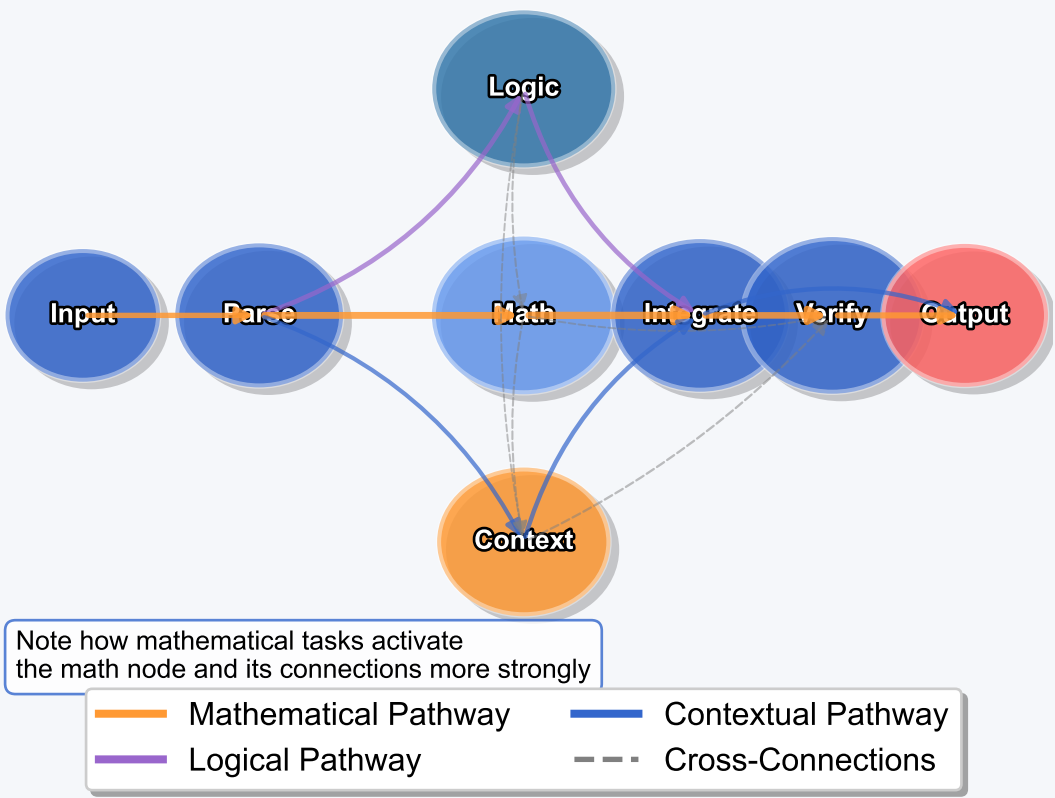 Logic
Input
Parse
Math
Integrate
Verify
Output
Context
Note how mathematical tasks activate
the math node and its connections more strongly
Mathematical Pathway
Contextual Pathway
Logical Pathway
Cross-Connections